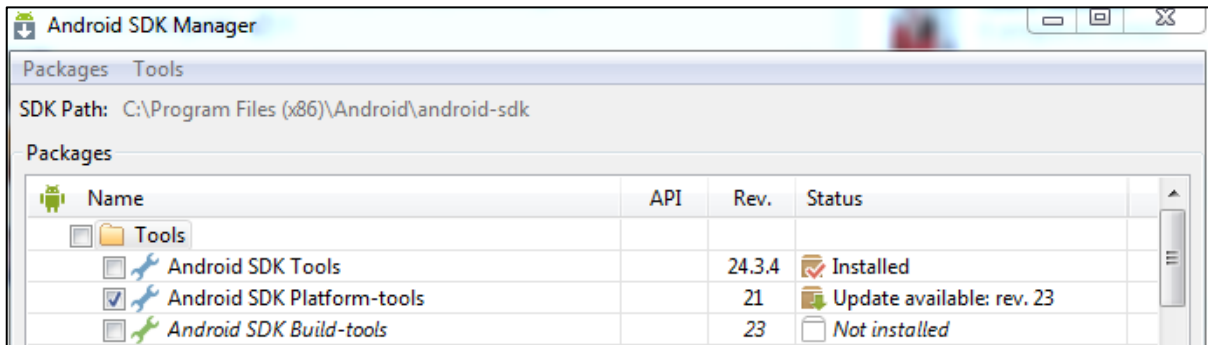 Android SDK Manager
Packages Tools
SDK Path: C:\Program Files (x86)\Android\android-sdk
Packages
Name API Rev. Status
Tools
Android SDK Tools 24.3.4 Installed
Android SDK Platform-tools 21 Update available: rev. 23
Android SDK Build-tools 23 Not installed